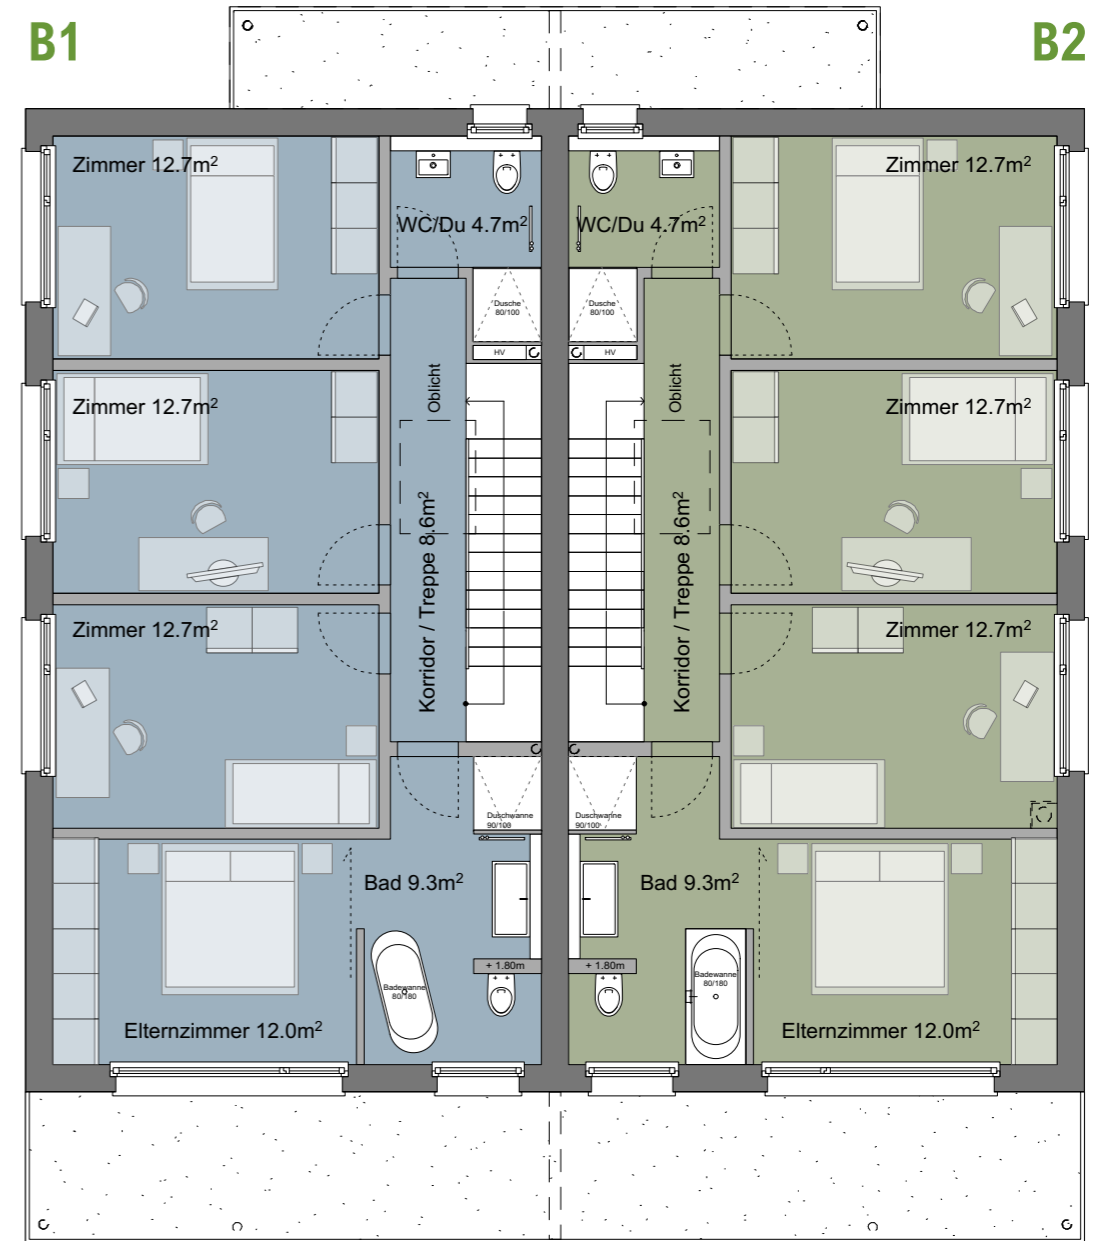 B1
B2
Zimmer 12.7m²
Zimmer 12.7m²
WC/Du 4.7m²
WC/Du 4.7m²
Dusche
80/100
Dusche
80/100
HV
HV
Oblicht
Oblicht
Zimmer 12.7m²
Zimmer 12.7m²
Korridor / Treppe 8.6m²
Korridor / Treppe 8.6m²
Zimmer 12.7m²
Zimmer 12.7m²
Duschwanne
90/100
Duschwanne
90/100
Bad 9.3m²
Bad 9.3m²
+ 1.80m
+ 1.80m
Badewanne
80/180
Badewanne
80/180
Elternzimmer 12.0m²
Elternzimmer 12.0m²